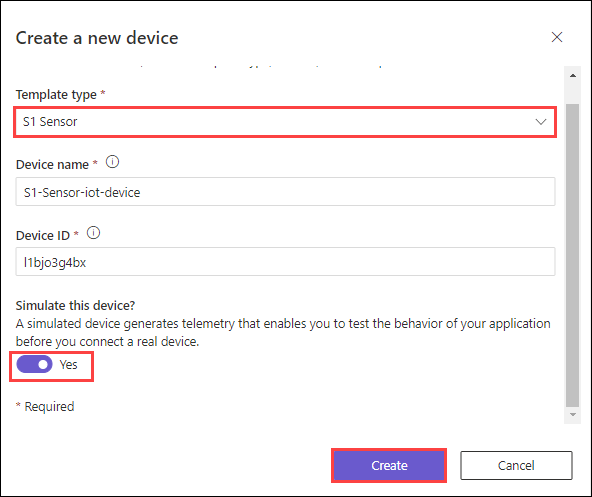 Create a new device
Template type *
S1 Sensor
Device name *
S1-Sensor-iot-device
Device ID *
Simulate this device?
A simulated device generates telemetry that enables you to test the behavior of your application
before you connect a real device.
Yes
* Required
Create
Cancel